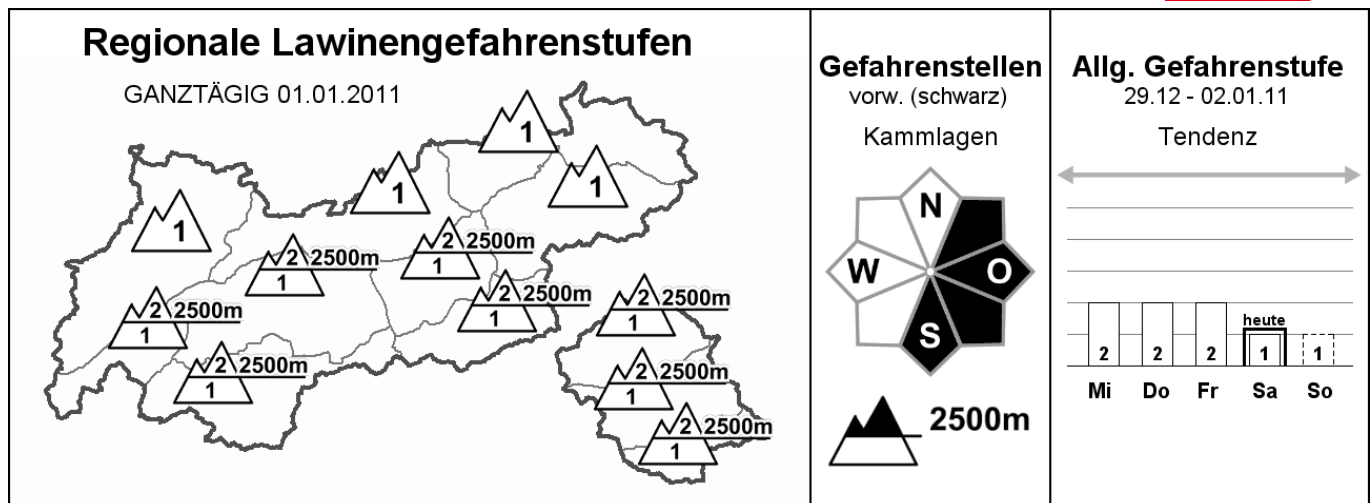 Regionale Lawinengefahrenstufen
GANZTÄGIG 01.01.2011
1
1
1
1
2 2500m
1
2 2500m
1
2 2500m
1
2 2500m
1
2 2500m
1
2 2500m
1
2 2500m
1
2 2500m
1
Gefahrenstellen
vorw. (schwarz)
Kammlagen
N
W O
S
2500m
Allg. Gefahrenstufe
29.12 - 02.01.11
Tendenz
heute
2 2 2 1 1
Mi Do Fr Sa So